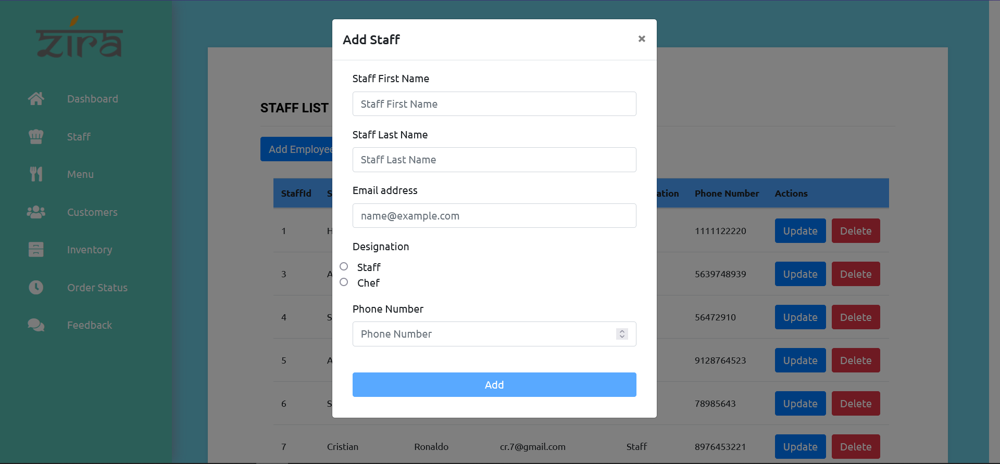 zira
Dashboard
Staff
Menu
Customers
Inventory
Order Status
Feedback
STAFF LIST
Add Employee
Add Staff
×
Staff First Name
Staff First Name
Staff Last Name
Staff Last Name
Email address
name@example.com
Designation
Staff
Chef
Phone Number
Phone Number
Add
StaffId S ation Phone Number Actions
1 H 1111122220 Update Delete
3 A 5639748939 Update Delete
4 S 56472910 Update Delete
5 A 9128764523 Update Delete
6 S 78985643 Update Delete
7 Cristian Ronaldo cr.7@gmail.com Staff 8976453221 Update Delete